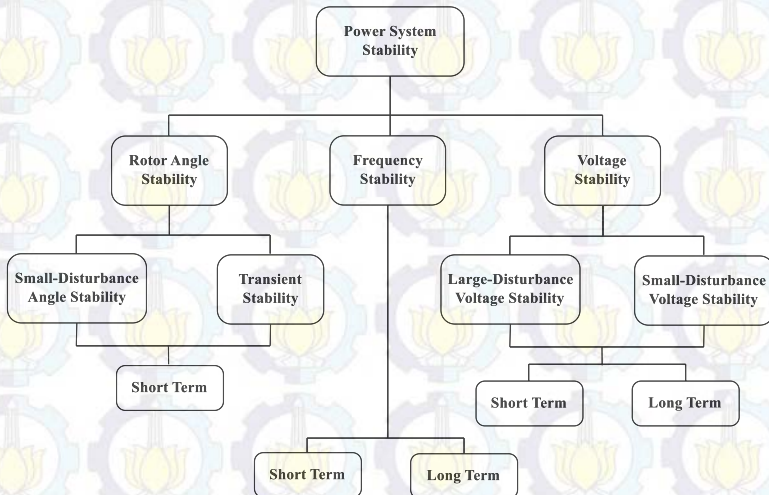 Power System
Stability
Rotor Angle
Stability
Frequency
Stability
Voltage
Stability
Small-Disturbance
Angle Stability
Transient
Stability
Large-Disturbance
Voltage Stability
Small-Disturbance
Voltage Stability
Short Term
Short Term
Long Term
Short Term
Long Term